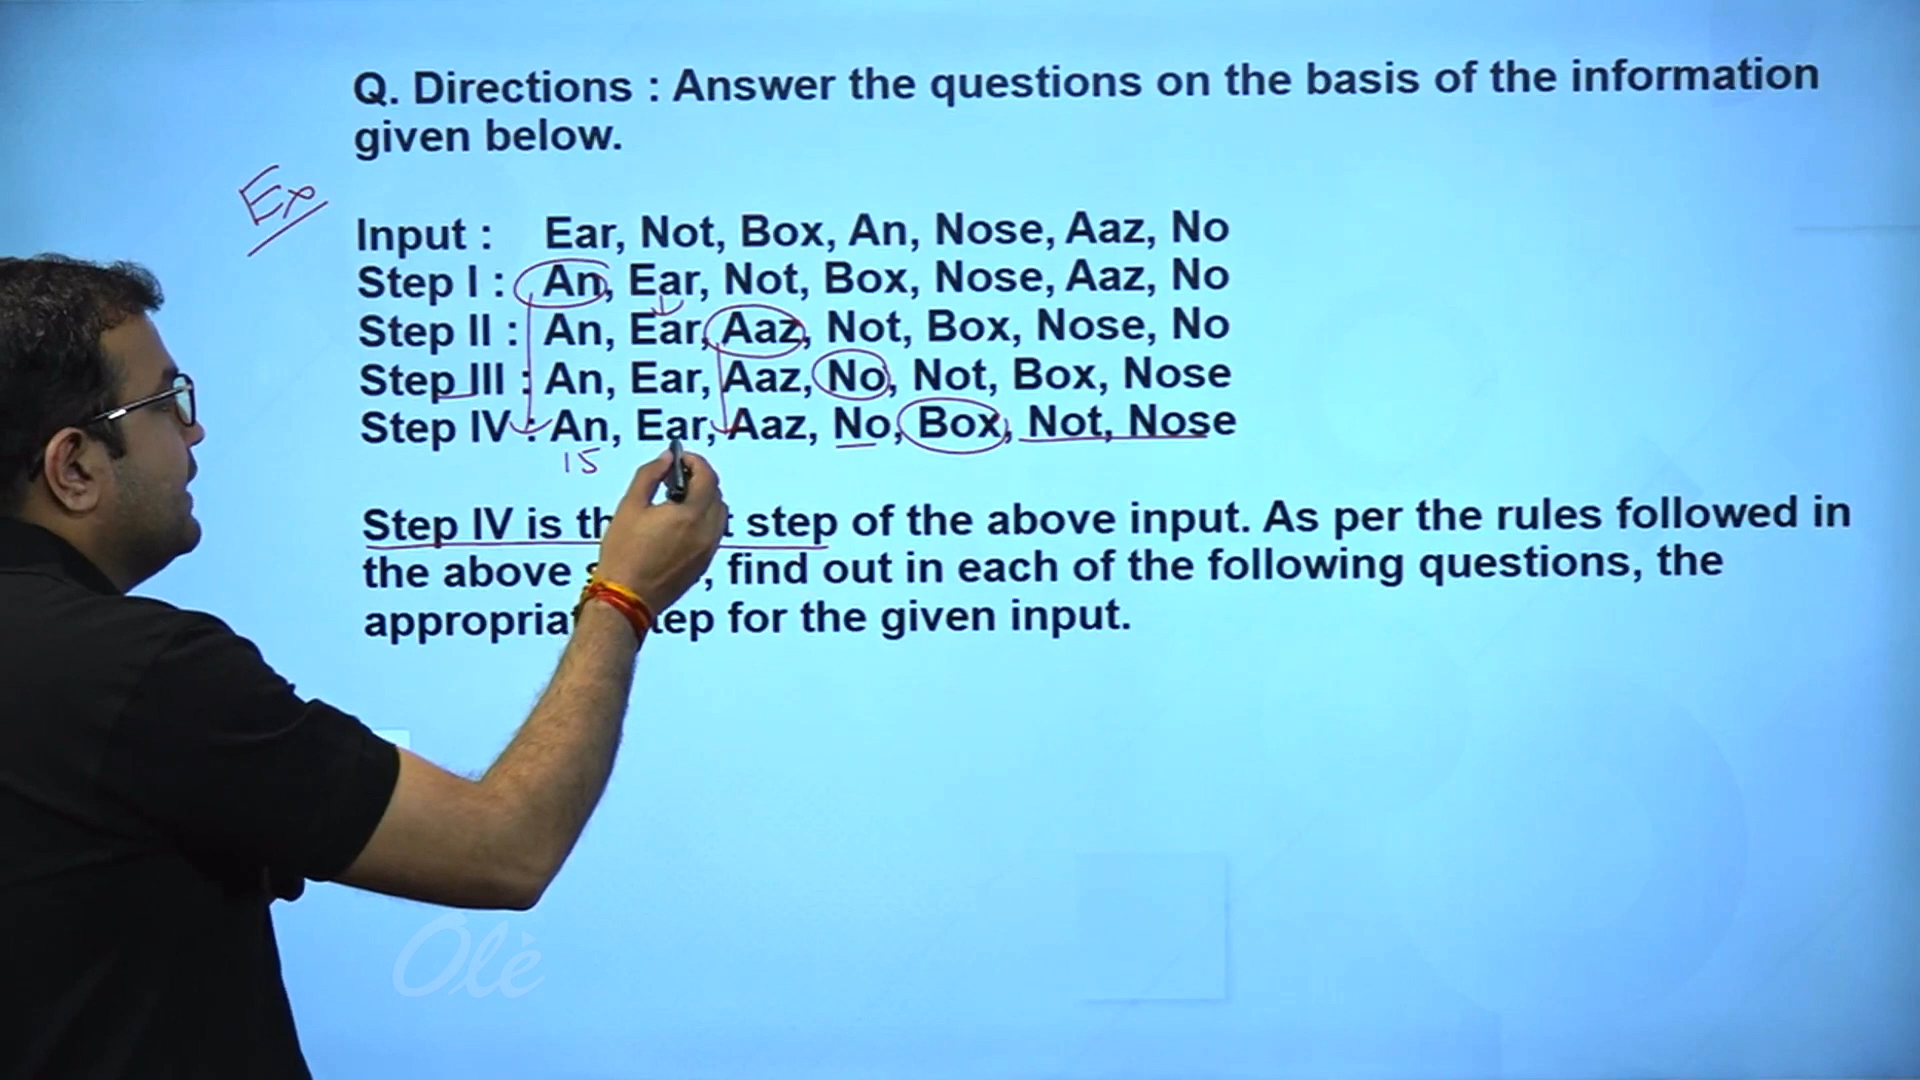 Q. Directions : Answer the questions on the basis of the information
given below.
Ex
Input : Ear, Not, Box, An, Nose, Aaz, No
Step I : An, Ear, Not, Box, Nose, Aaz, No
Step II : An, Ear, Aaz, Not, Box, Nose, No
Step III : An, Ear, Aaz, No, Not, Box, Nose
Step IV : An, Ear, Aaz, No, Box, Not, Nose
15
Step IV is step of the above input. As per the rules followed in
the above find out in each of the following questions, the
for the given input.
Olè